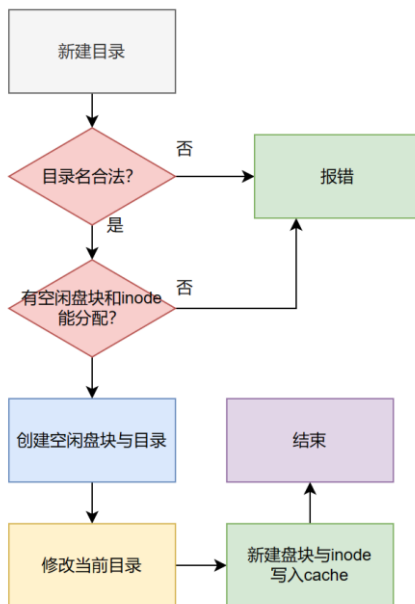 新建目录
否
目录名合法？
报错
是
否
有空闲盘块和inode
能分配？
创建空闲盘块与目录
结束
修改当前目录
新建盘块与inode
写入cache